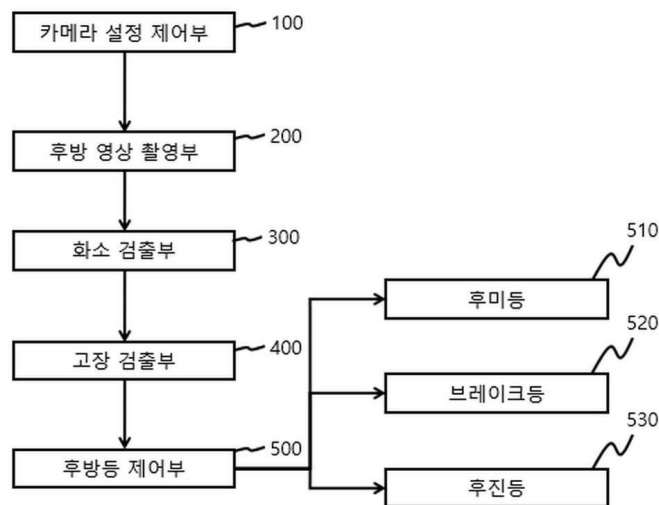 카메라 설정 제어부 100
후방 영상 촬영부 200
화소 검출부 300
고장 검출부 400
후방등 제어부 500
후미등 510
브레이크등 520
후진등 530